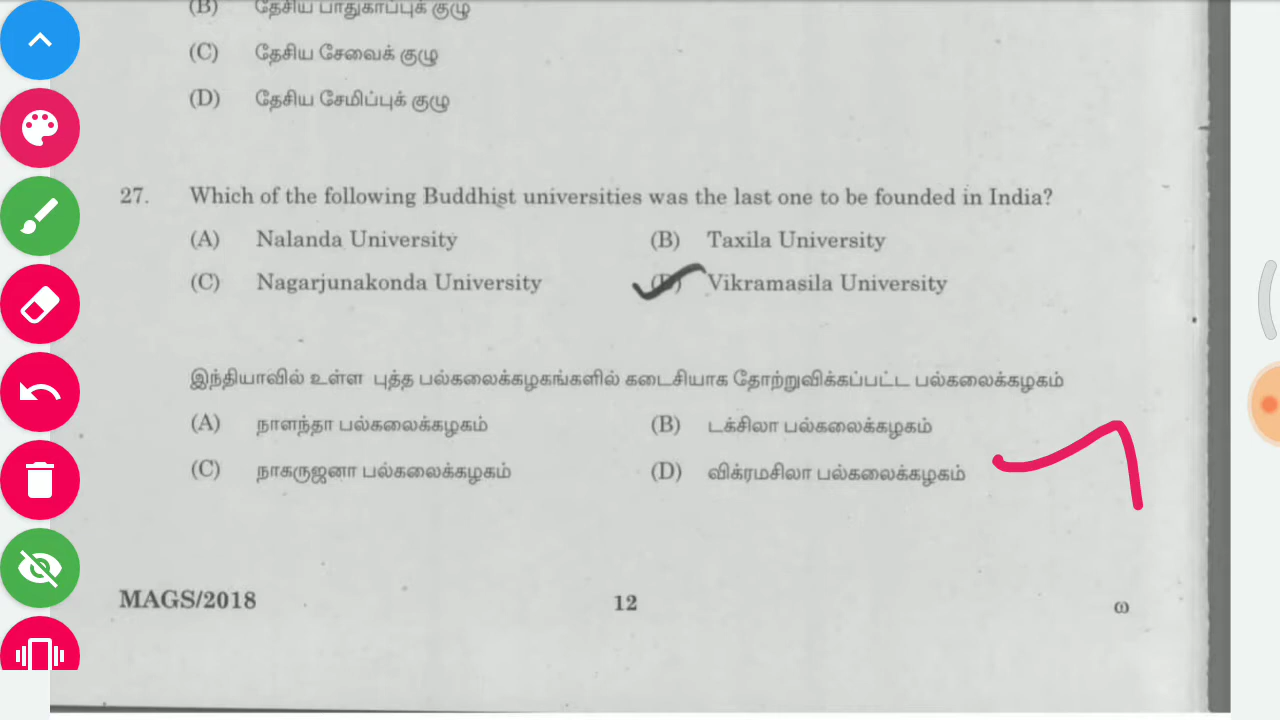 (B) தேசிய பாதுகாப்புக் குழு
(C) தேசிய சேவைக் குழு
(D) தேசிய சேமிப்புக் குழு
27. Which of the following Buddhist universities was the last one to be founded in India?
(A) Nalanda University (B) Taxila University
(C) Nagarjunakonda University (D) Vikramasila University
இந்தியாவில் உள்ள புத்த பல்கலைக்கழகங்களில் கடைசியாக தோற்றுவிக்கப்பட்ட பல்கலைக்கழகம்
(A) நாளந்தா பல்கலைக்கழகம் (B) டக்சிலா பல்கலைக்கழகம்
(C) நாகருஜனா பல்கலைக்கழகம் (D) விக்ரமசிலா பல்கலைக்கழகம்
MAGS/2018 12 ω